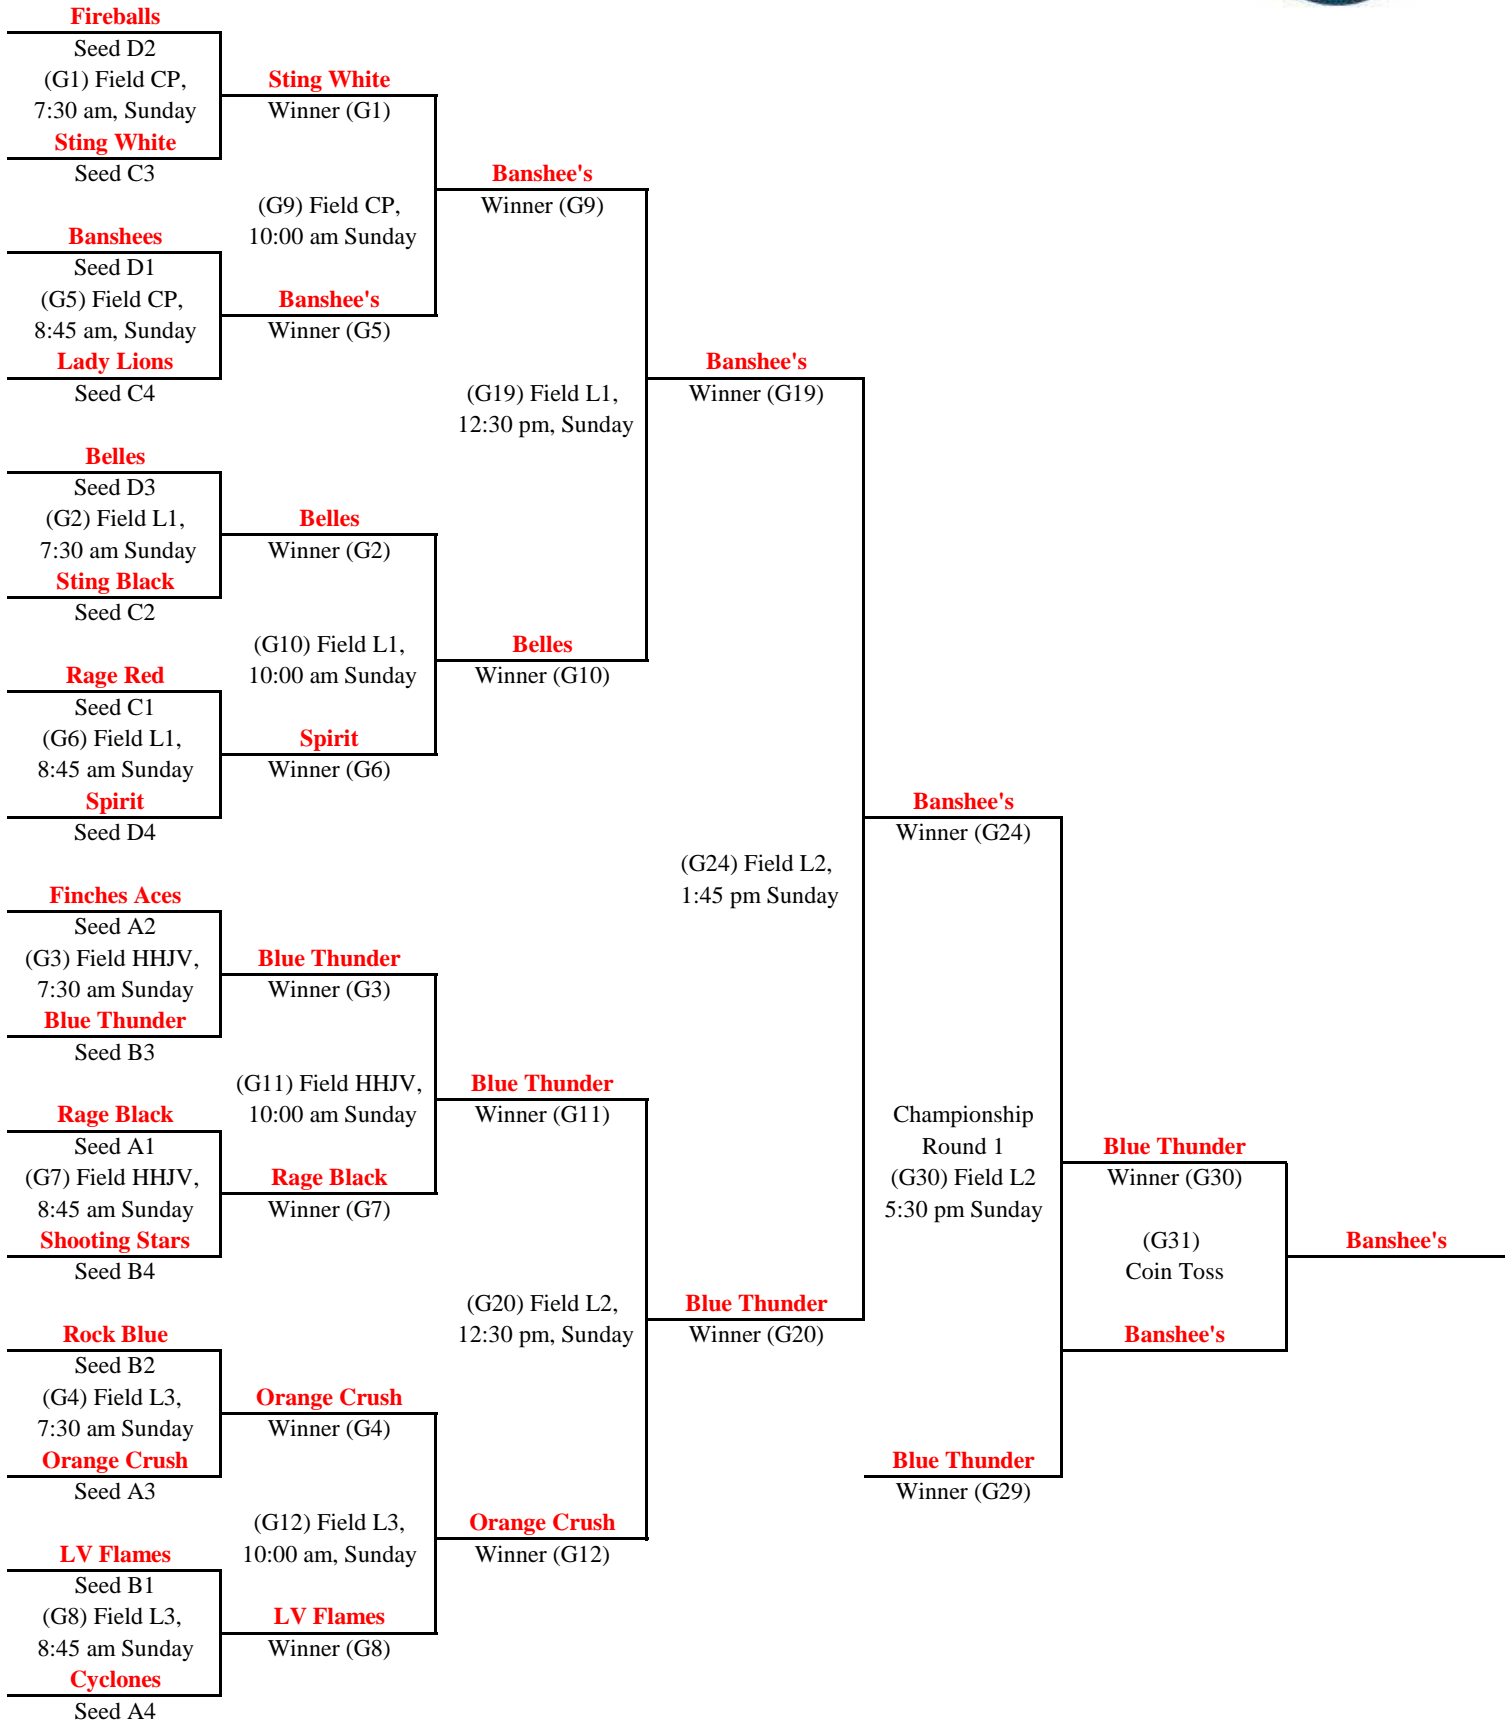 Fireballs
Seed D2
(G1) Field CP,
7:30 am, Sunday
Sting White
Seed C3
Banshees
Seed D1
(G5) Field CP,
8:45 am, Sunday
Lady Lions
Seed C4
Belles
Seed D3
(G2) Field L1,
7:30 am Sunday
Sting Black
Seed C2
Rage Red
Seed C1
(G6) Field L1,
8:45 am Sunday
Spirit
Seed D4
Finches Aces
Seed A2
(G3) Field HHJV,
7:30 am Sunday
Blue Thunder
Seed B3
Rage Black
Seed A1
(G7) Field HHJV,
8:45 am Sunday
Shooting Stars
Seed B4
Rock Blue
Seed B2
(G4) Field L3,
7:30 am Sunday
Orange Crush
Seed A3
LV Flames
Seed B1
(G8) Field L3,
8:45 am Sunday
Cyclones
Seed A4
Sting White
Winner (G1)
(G9) Field CP,
10:00 am Sunday
Banshee's
Winner (G5)
Belles
Winner (G2)
(G10) Field L1,
10:00 am Sunday
Spirit
Winner (G6)
Blue Thunder
Winner (G3)
(G11) Field HHJV,
10:00 am Sunday
Rage Black
Winner (G7)
Orange Crush
Winner (G4)
(G12) Field L3,
10:00 am, Sunday
LV Flames
Winner (G8)
Banshee's
Winner (G9)
(G19) Field L1,
12:30 pm, Sunday
Belles
Winner (G10)
Blue Thunder
Winner (G11)
(G20) Field L2,
12:30 pm, Sunday
Orange Crush
Winner (G12)
Banshee's
Winner (G19)
(G24) Field L2,
1:45 pm Sunday
Blue Thunder
Winner (G20)
Banshee's
Winner (G24)
Championship
Round 1
(G30) Field L2
5:30 pm Sunday
Blue Thunder
Winner (G29)
Blue Thunder
Winner (G30)
(G31)
Coin Toss
Banshee's
Banshee's